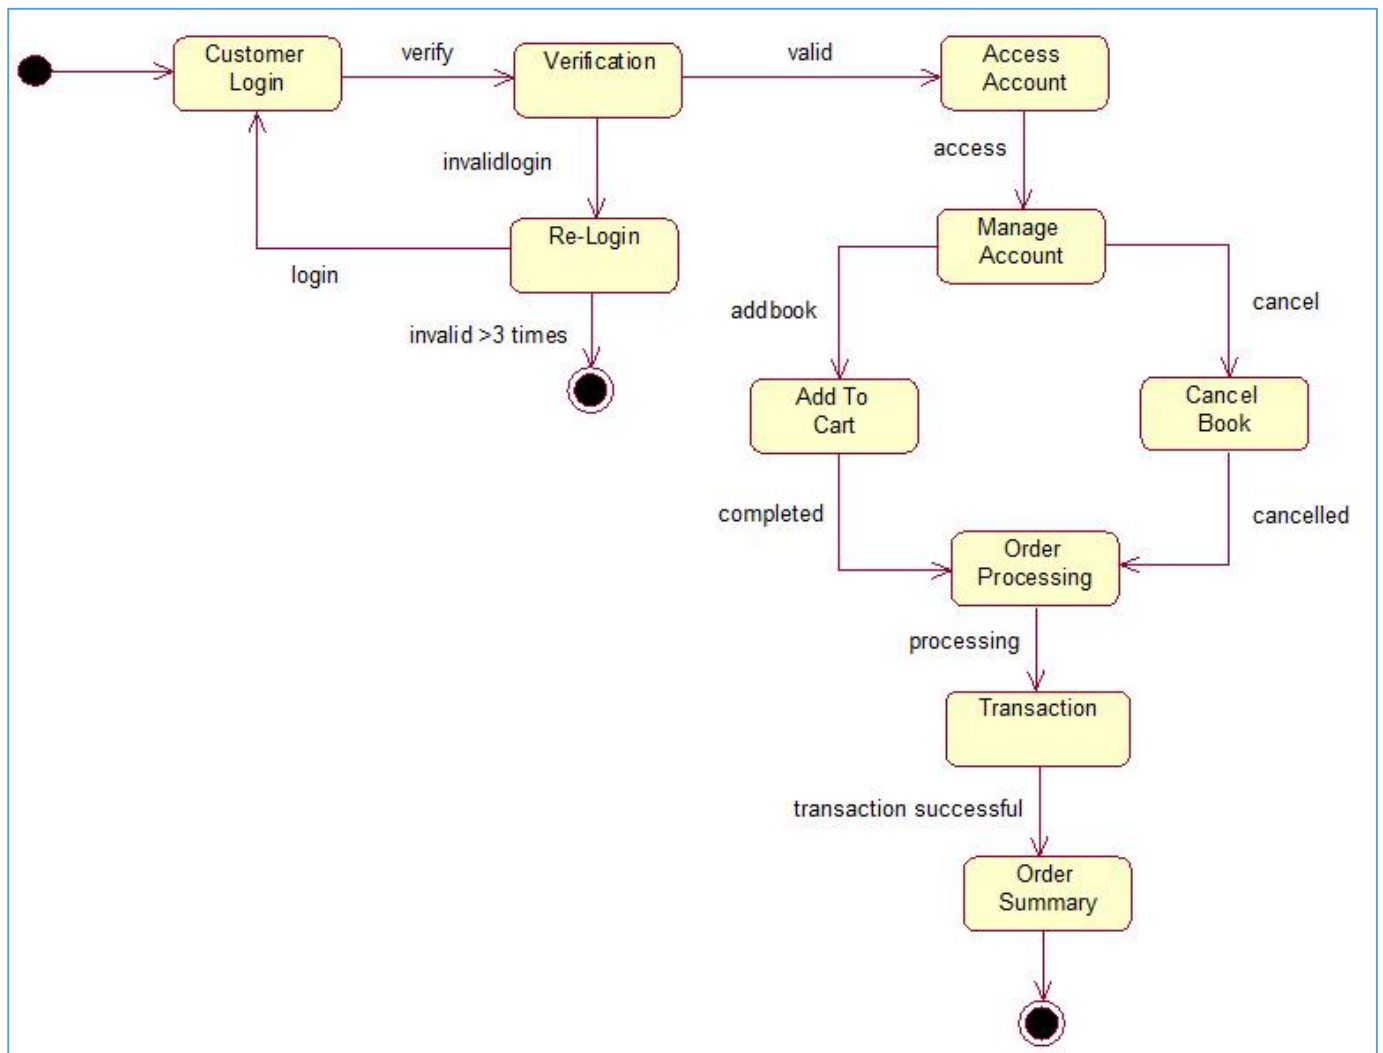 Customer
Login
verify
Verification
valid
Access
Account
invalidlogin
access
Re-Login
login
invalid >3 times
Manage
Account
addbook
cancel
Add To
Cart
Cancel
Book
completed
cancelled
Order
Processing
processing
Transaction
transaction successful
Order
Summary